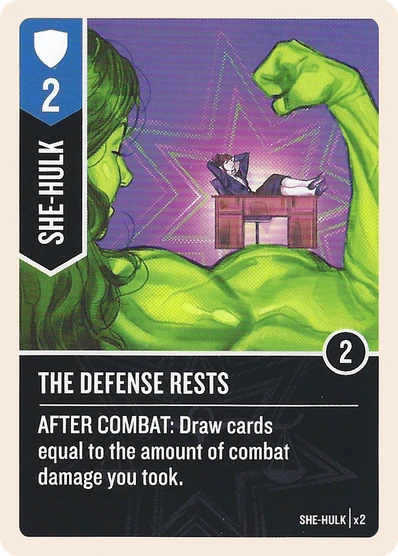 2
SHE-HULK
2
THE DEFENSE RESTS
AFTER COMBAT: Draw cards
equal to the amount of combat
damage you took.
SHE-HULK | x2